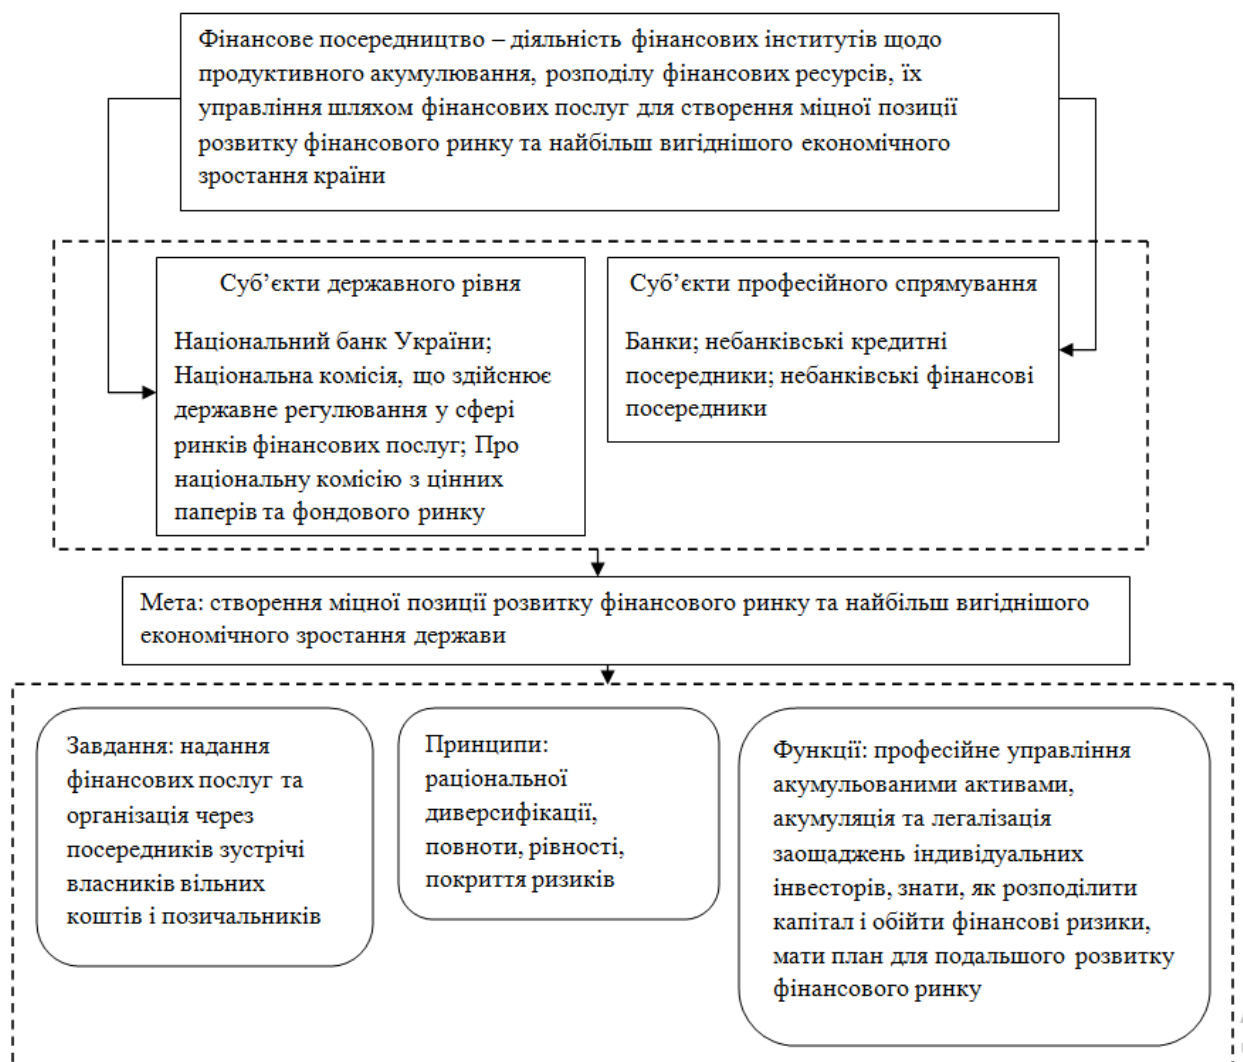 Фінансове посередництво – діяльність фінансових інститутів щодо
продуктивного акумулювання, розподілу фінансових ресурсів, їх
управління шляхом фінансових послуг для створення міцної позиції
розвитку фінансового ринку та найбільш вигіднішого економічного
зростання країни
Суб’єкти державного рівня
Національний банк України;
Національна комісія, що здійснює
державне регулювання у сфері
ринків фінансових послуг; Про
національну комісію з цінних
паперів та фондового ринку
Суб’єкти професійного спрямування
Банки; небанківські кредитні
посередники; небанківські фінансові
посередники
Мета: створення міцної позиції розвитку фінансового ринку та найбільш вигіднішого
економічного зростання держави
Завдання: надання
фінансових послуг та
організація через
посередників зустрічі
власників вільних
коштів і позичальників
Принципи:
раціональної
диверсифікації,
повноти, рівності,
покриття ризиків
Функції: професійне управління
акумульованими активами,
акумуляція та легалізація
заощаджень індивідуальних
інвесторів, знати, як розподілити
капітал і обійти фінансові ризики,
мати план для подальшого розвитку
фінансового ринку